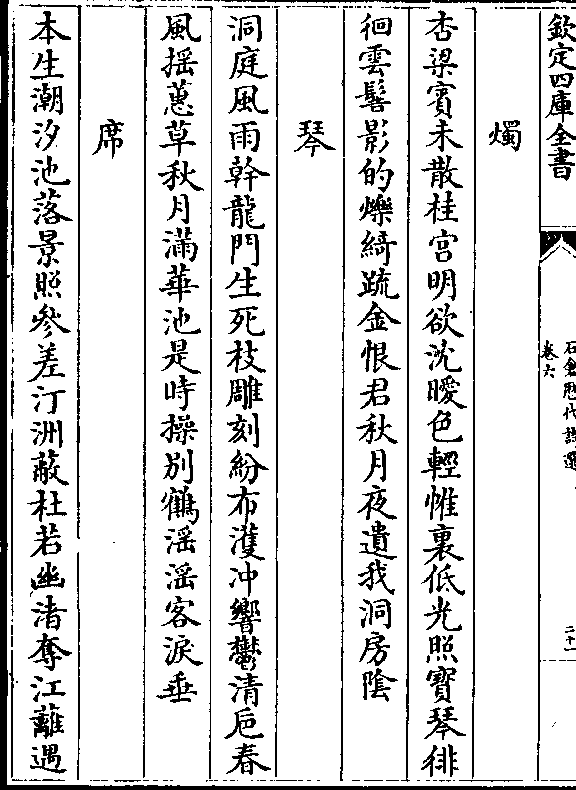 欽定四庫全書
石倉歷代詩選
卷六
二十一
燭
杏梁賓未散桂宮明欲沈曖色輕帷裏低光照寶琴徘
徊雲髻影的爍綺疏金恨君秋月夜遺我洞房陰
琴
洞庭風雨幹龍門生死枝雕刻紛布濩冲響鬱清巵春
風揺蕙草秋月滿華池是時操別鶴淫淫客淚垂
席
本生潮汐池落景照參差汀洲蔽杜若幽渚奪江蘺遇